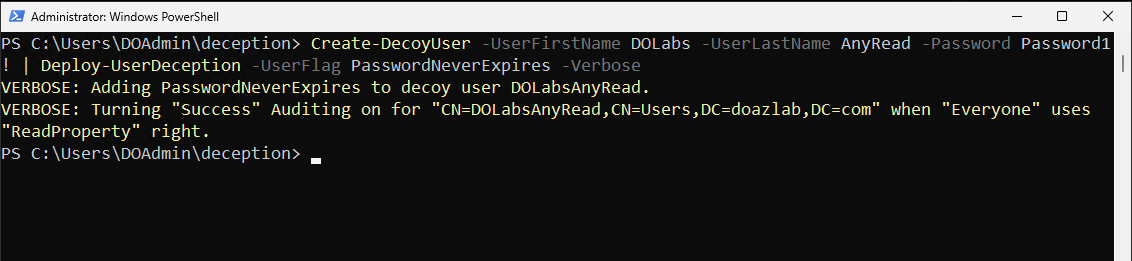 Administrator: Windows PowerShell
PS C:\Users\DOAdmin\deception> Create-DecoyUser -UserFirstName DOLabs -UserLastName AnyRead -Password Password1
! | Deploy-UserDeception -UserFlag PasswordNeverExpires -Verbose
VERBOSE: Adding PasswordNeverExpires to decoy user DOLabsAnyRead.
VERBOSE: Turning "Success" Auditing on for "CN=DOLabsAnyRead,CN=Users,DC=doazlab,DC=com" when "Everyone" uses
"ReadProperty" right.
PS C:\Users\DOAdmin\deception>